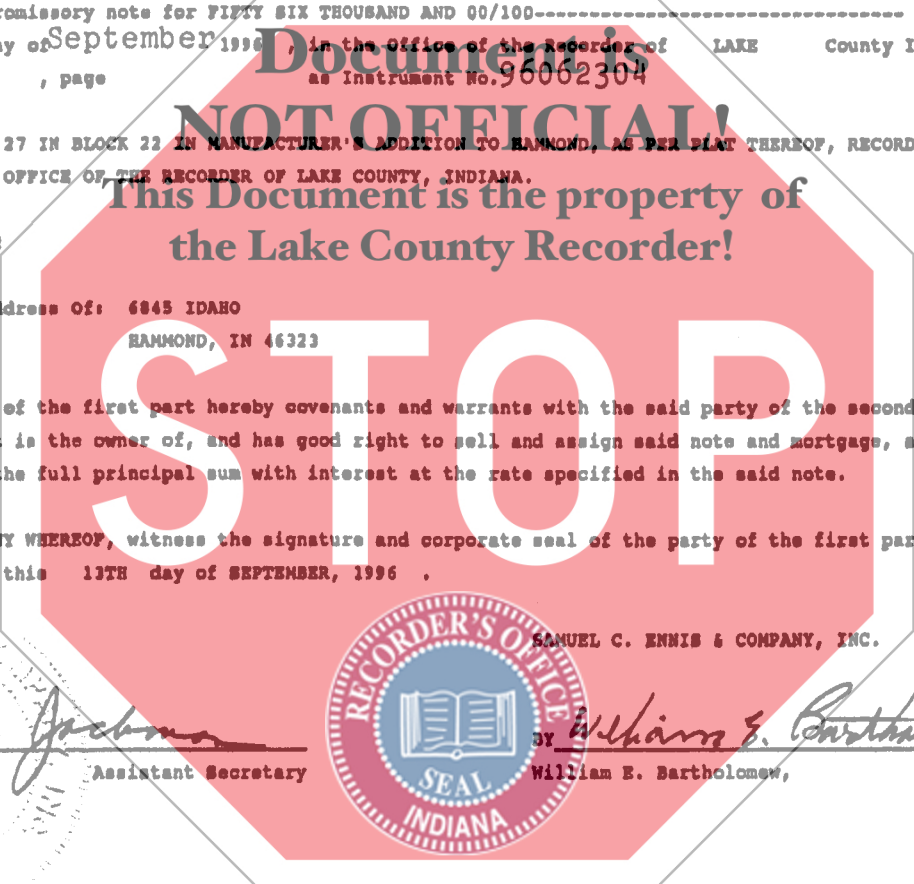 omissory note for FIFTY SIX THOUSAND AND 00/100
y of September 1996, in the Office of the Recorder of LAKE County I
Document is
, page as Instrument No. 96062304
NOT OFFICIAL!
27 IN BLOCK 22 IN MANUFACTURER'S ADDITION TO HAMMOND, AS PER PLAT THEREOF, RECORD
OFFICE OF THE RECORDER OF LAKE COUNTY, INDIANA.
This Document is the property of
the Lake County Recorder!
dress Of: 6845 IDAHO
HAMMOND, IN 46323
STOP
of the first part hereby covenants and warrants with the said party of the second
is the owner of, and has good right to sell and assign said note and mortgage, a
he full principal sum with interest at the rate specified in the said note.
Y WHEREOF, witness the signature and corporate seal of the party of the first par
this 13TH day of SEPTEMBER, 1996 .
RECORDER'S OFFICE
SEAL
INDIANA
SAMUEL C. ENNIS & COMPANY, INC.
Jackson
BY William E. Bartho
Assistant Secretary William E. Bartholomew,